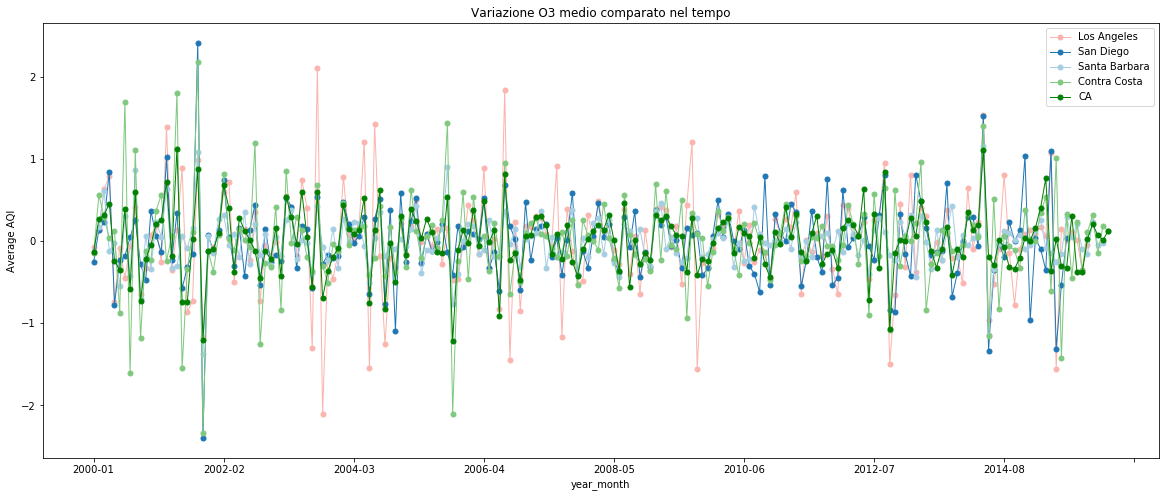 Variazione O3 medio comparato nel tempo
Los Angeles
San Diego
Santa Barbara
Contra Costa
CA
Average AQI
2
1
0
−1
−2
2000-01 2002-02 2004-03 2006-04 2008-05 2010-06 2012-07 2014-08
year_month